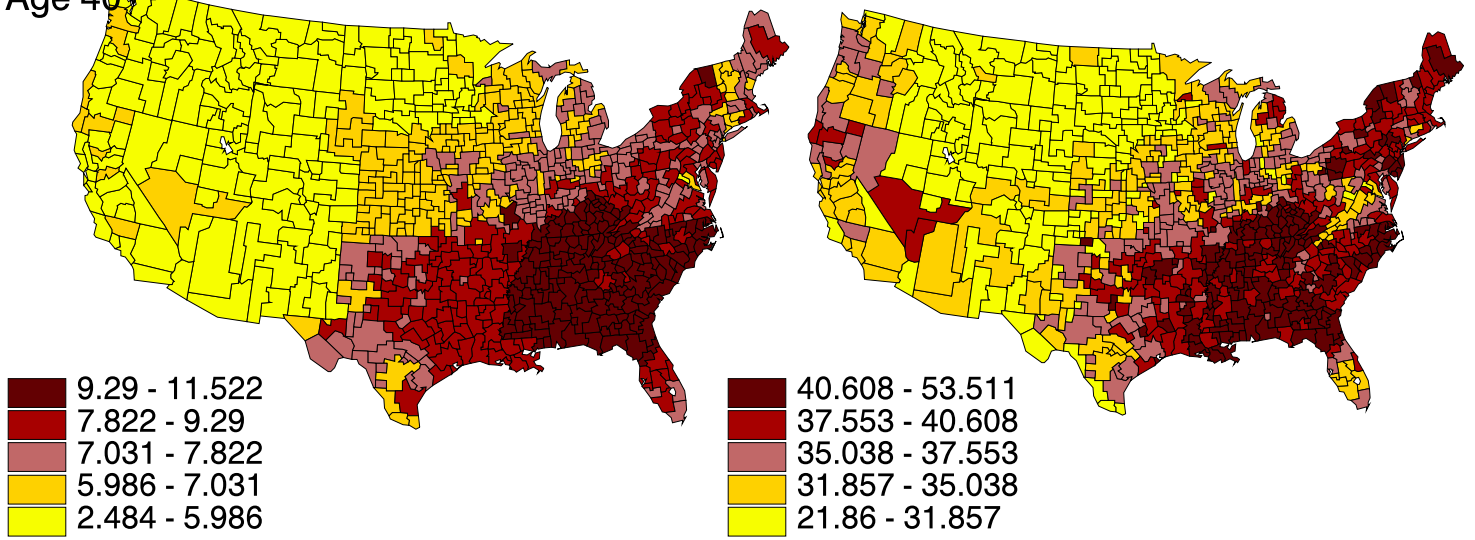 Age 40
9.29 - 11.522
7.822 - 9.29
7.031 - 7.822
5.986 - 7.031
2.484 - 5.986
40.608 - 53.511
37.553 - 40.608
35.038 - 37.553
31.857 - 35.038
21.86 - 31.857